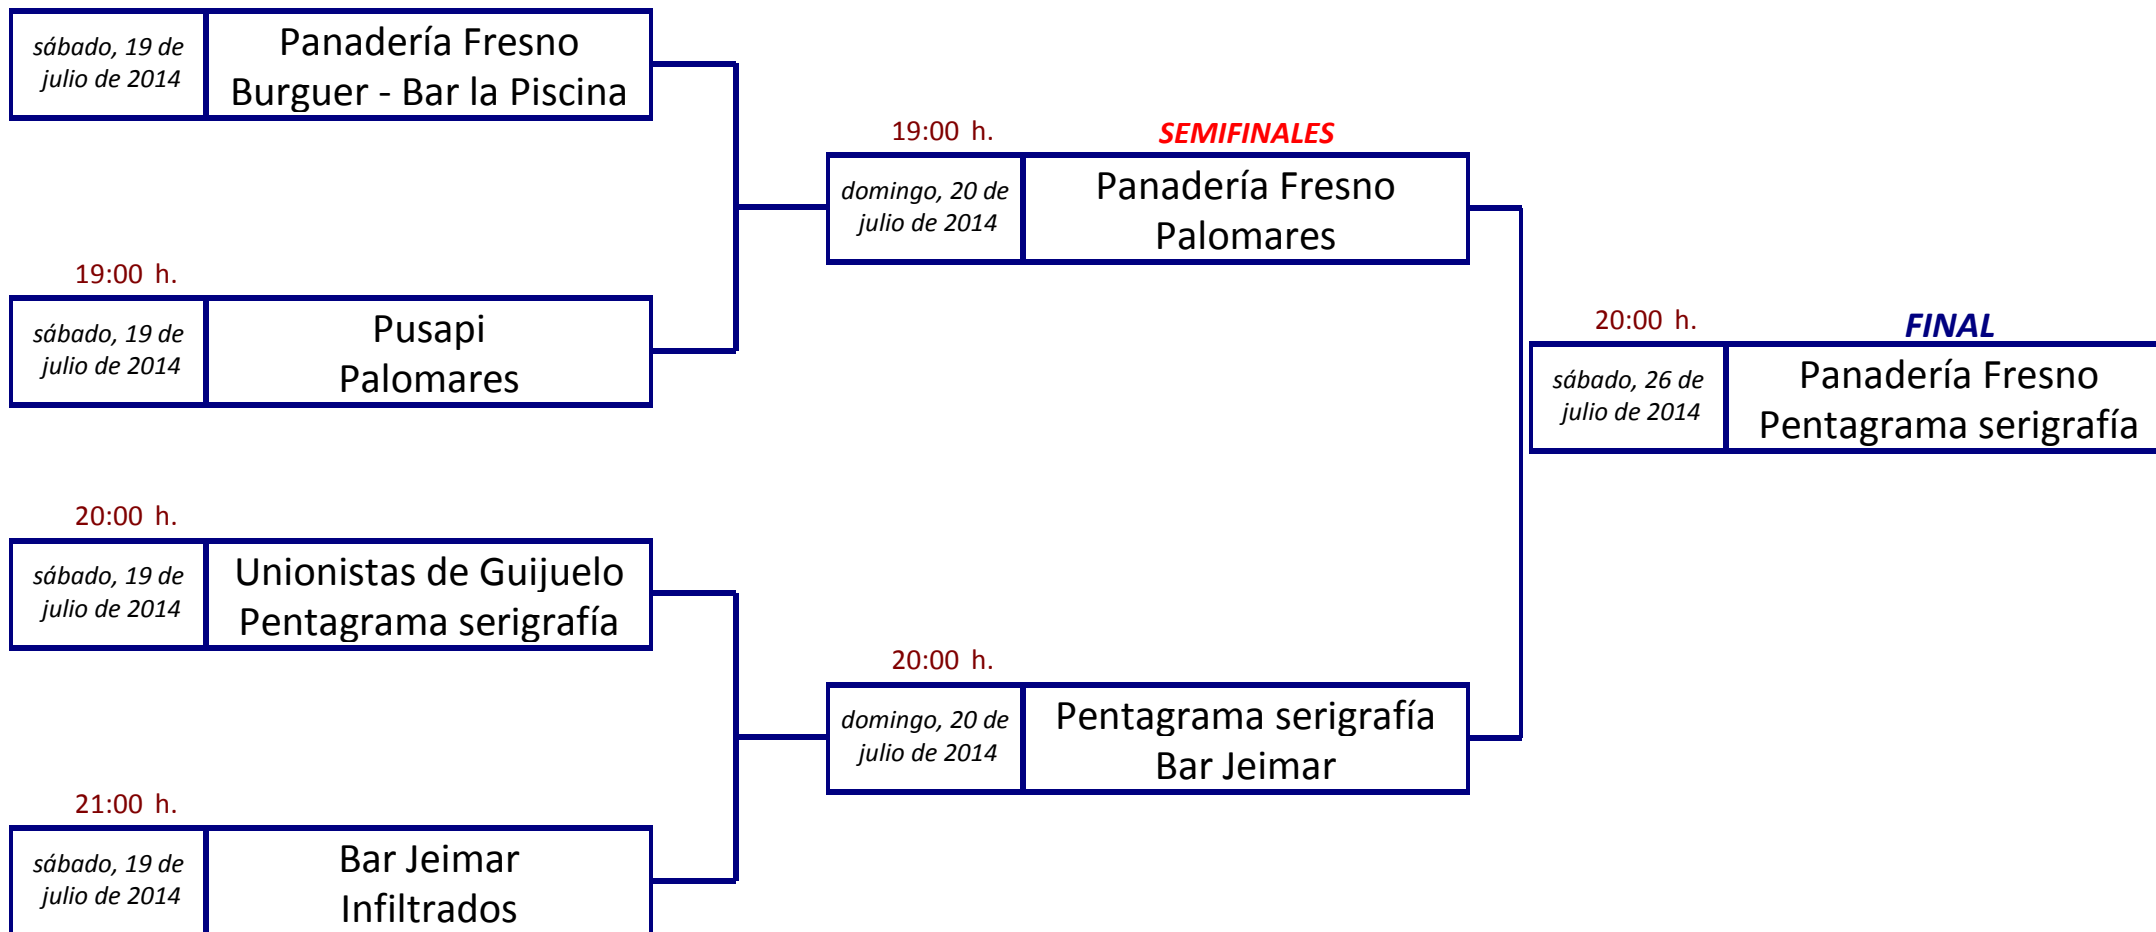 sábado, 19 de
julio de 2014
Panadería Fresno
Burguer - Bar la Piscina
19:00 h.
sábado, 19 de
julio de 2014
Pusapi
Palomares
20:00 h.
sábado, 19 de
julio de 2014
Unionistas de Guijuelo
Pentagrama serigrafía
21:00 h.
sábado, 19 de
julio de 2014
Bar Jeimar
Infiltrados
19:00 h.
SEMIFINALES
domingo, 20 de
julio de 2014
Panadería Fresno
Palomares
20:00 h.
domingo, 20 de
julio de 2014
Pentagrama serigrafía
Bar Jeimar
20:00 h.
FINAL
sábado, 26 de
julio de 2014
Panadería Fresno
Pentagrama serigrafía